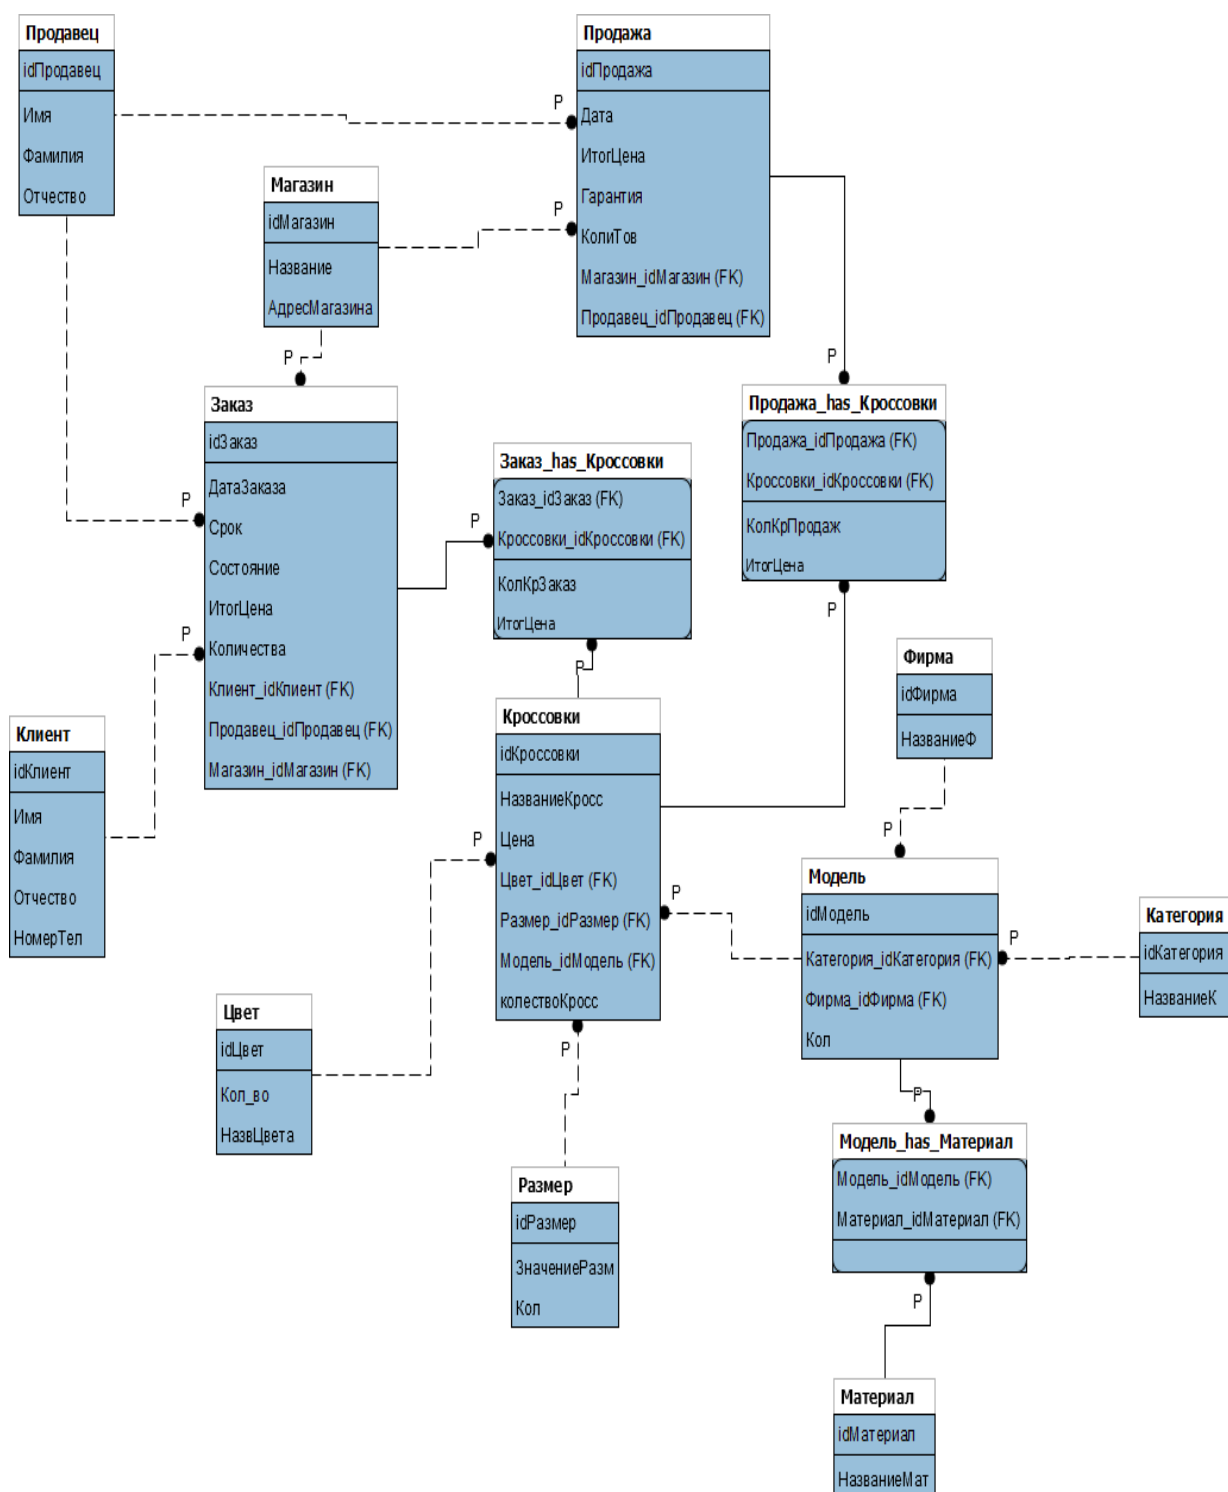 Продавец
idПродавец
Имя
Фамилия
Отчество
Продажа
idПродажа
Дата
ИтогЦена
Гарантия
КолиТов
Магазин_idМагазин (FK)
Продавец_idПродавец (FK)
P
P
Магазин
idМагазин
Название
АдресМагазина
P
P
Заказ
idЗаказ
ДатаЗаказа
Срок
Состояние
ИтогЦена
Количества
Клиент_idКлиент (FK)
Продавец_idПродавец (FK)
Магазин_idМагазин (FK)
P
P
Заказ_has_Кроссовки
Заказ_idЗаказ (FK)
Кроссовки_idКроссовки (FK)
КолКрЗаказ
ИтогЦена
P
P
Продажа_has_Кроссовки
Продажа_idПродажа (FK)
Кроссовки_idКроссовки (FK)
КолКрПродаж
ИтогЦена
P
Фирма
idФирма
НазваниеФ
P
Клиент
idКлиент
Имя
Фамилия
Отчество
НомерТел
Кроссовки
idКроссовки
НазваниеКросс
Цена
Цвет_idЦвет (FK)
Размер_idРазмер (FK)
Модель_idМодель (FK)
колествоКросс
P
P
P
Модель
idМодель
Категория_idКатегория (FK)
Фирма_idФирма (FK)
Кол
P
Категория
idКатегория
НазваниеК
Цвет
idЦвет
Кол_во
НазвЦвета
P
Размер
idРазмер
ЗначениеРазм
Кол
Модель_has_Материал
Модель_idМодель (FK)
Материал_idМатериал (FK)
P
Материал
idМатериал
НазваниеМат